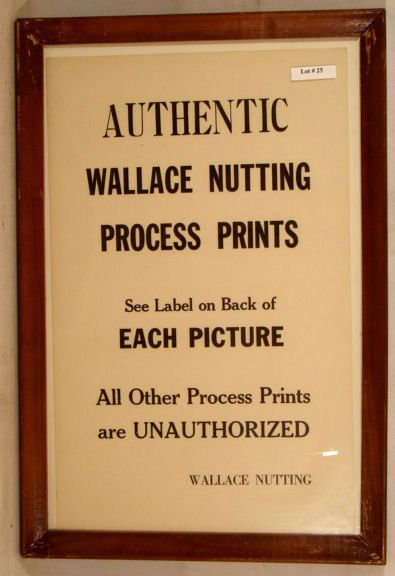 Lot # 25
AUTHENTIC
WALLACE NUTTING
PROCESS PRINTS
See Label on Back of
EACH PICTURE
All Other Process Prints
are UNAUTHORIZED
WALLACE NUTTING